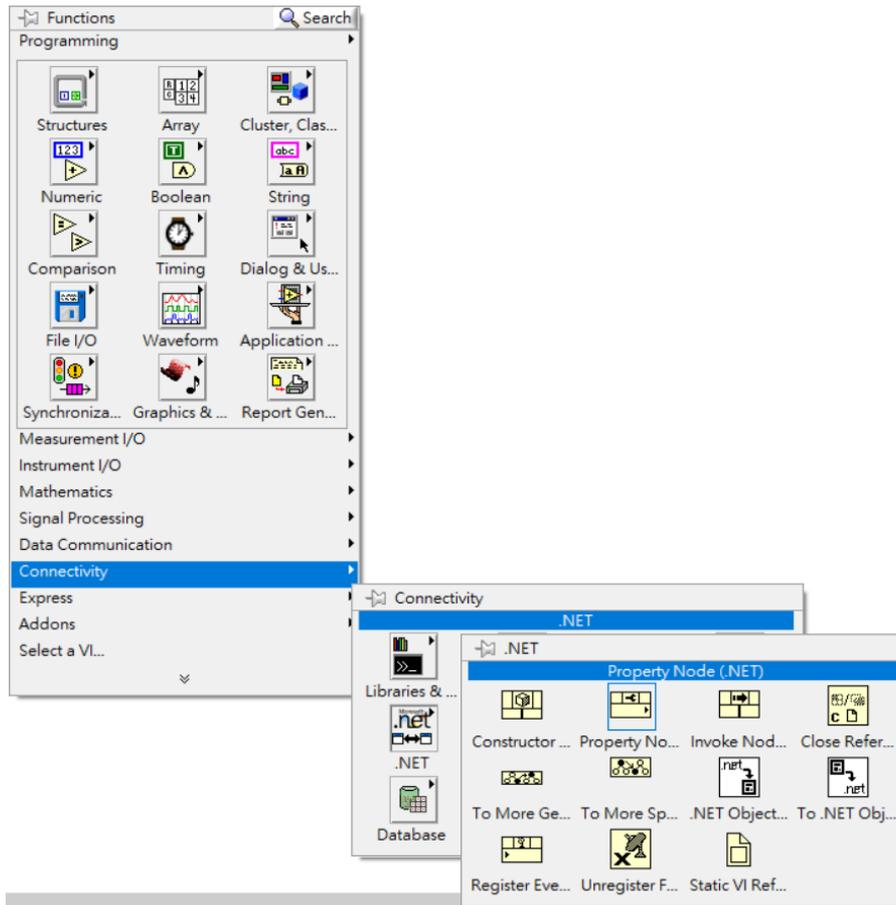 Functions
Search
Programming
Structures
Array
Cluster, Clas...
Numeric
Boolean
String
Comparison
Timing
Dialog & Us...
File I/O
Waveform
Application ...
Synchroniza...
Graphics & ...
Report Gen...
Measurement I/O
Instrument I/O
Mathematics
Signal Processing
Data Communication
Connectivity
Express
Addons
Select a VI...
Connectivity
.NET
Libraries & ...
.NET
Database
.NET
Property Node (.NET)
Constructor ...
Property No...
Invoke Nod...
Close Refer...
To More Ge...
To More Sp...
.NET Object...
To .NET Obj...
Register Eve...
Unregister F...
Static VI Ref...